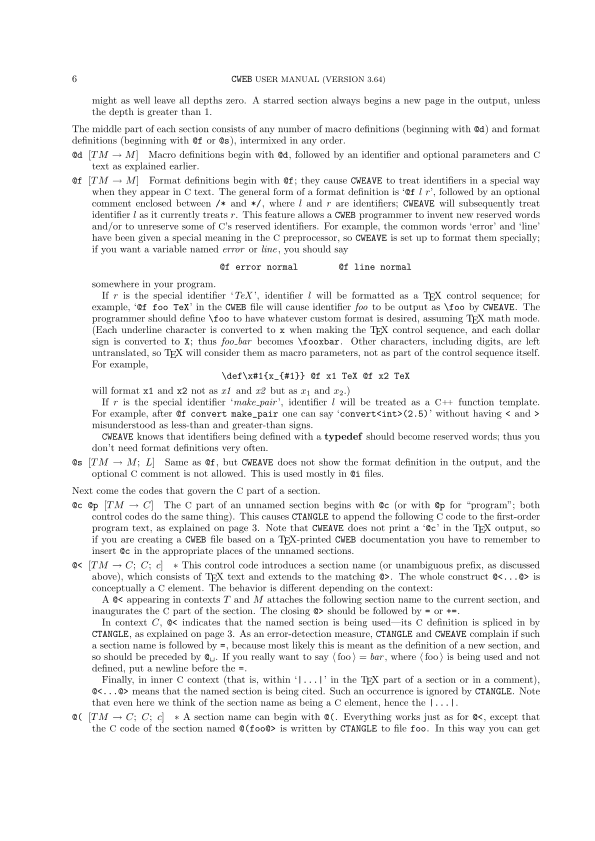 6 CWEB USER MANUAL (VERSION 3.64)
might as well leave all depths zero. A starred section always begins a new page in the output, unless
the depth is greater than 1.
The middle part of each section consists of any number of macro definitions (beginning with @d) and format
definitions (beginning with @f or @s), intermixed in any order.
@d [TM → M] Macro definitions begin with @d, followed by an identifier and optional parameters and C
text as explained earlier.
@f [TM → M] Format definitions begin with @f; they cause CWEAVE to treat identifiers in a special way
when they appear in C text. The general form of a format definition is ‘@f l r’, followed by an optional
comment enclosed between /* and */, where l and r are identifiers; CWEAVE will subsequently treat
identifier l as it currently treats r. This feature allows a CWEB programmer to invent new reserved words
and/or to unreserve some of C's reserved identifiers. For example, the common words ‘error’ and ‘line’
have been given a special meaning in the C preprocessor, so CWEAVE is set up to format them specially;
if you want a variable named error or line, you should say
@f error normal @f line normal
somewhere in your program.
If r is the special identifier ‘TeX’, identifier l will be formatted as a TEX control sequence; for
example, ‘@f foo TeX’ in the CWEB file will cause identifier foo to be output as \foo by CWEAVE. The
programmer should define \foo to have whatever custom format is desired, assuming TEX math mode.
(Each underline character is converted to x when making the TEX control sequence, and each dollar
sign is converted to X; thus foo_bar becomes \fooxbar. Other characters, including digits, are left
untranslated, so TEX will consider them as macro parameters, not as part of the control sequence itself.
For example,
\def\x#1{x_{#1}} @f x1 TeX @f x2 TeX
will format x1 and x2 not as x1 and x2 but as x₁ and x₂.)
If r is the special identifier ‘make_pair’, identifier l will be treated as a C++ function template.
For example, after @f convert make_pair one can say ‘convert<int>(2.5)’ without having < and >
misunderstood as less-than and greater-than signs.
CWEAVE knows that identifiers being defined with a typedef should become reserved words; thus you
don't need format definitions very often.
@s [TM → M; L] Same as @f, but CWEAVE does not show the format definition in the output, and the
optional C comment is not allowed. This is used mostly in @i files.
Next come the codes that govern the C part of a section.
@c @p [TM → C] The C part of an unnamed section begins with @c (or with @p for “program”; both
control codes do the same thing). This causes CTANGLE to append the following C code to the first-order
program text, as explained on page 3. Note that CWEAVE does not print a ‘@c’ in the TEX output, so
if you are creating a CWEB file based on a TEX-printed CWEB documentation you have to remember to
insert @c in the appropriate places of the unnamed sections.
@< [TM → C; C; c] * This control code introduces a section name (or unambiguous prefix, as discussed
above), which consists of TEX text and extends to the matching @>. The whole construct @<...@> is
conceptually a C element. The behavior is different depending on the context:
A @< appearing in contexts T and M attaches the following section name to the current section, and
inaugurates the C part of the section. The closing @> should be followed by = or +=.
In context C, @< indicates that the named section is being used—its C definition is spliced in by
CTANGLE, as explained on page 3. As an error-detection measure, CTANGLE and CWEAVE complain if such
a section name is followed by =, because most likely this is meant as the definition of a new section, and
so should be preceded by @␣. If you really want to say ⟨foo⟩ = bar, where ⟨foo⟩ is being used and not
defined, put a newline before the =.
Finally, in inner C context (that is, within ‘|...|’ in the TEX part of a section or in a comment),
@<...@> means that the named section is being cited. Such an occurrence is ignored by CTANGLE. Note
that even here we think of the section name as being a C element, hence the |...|.
@( [TM → C; C; c] * A section name can begin with @(. Everything works just as for @<, except that
the C code of the section named @(foo@> is written by CTANGLE to file foo. In this way you can get